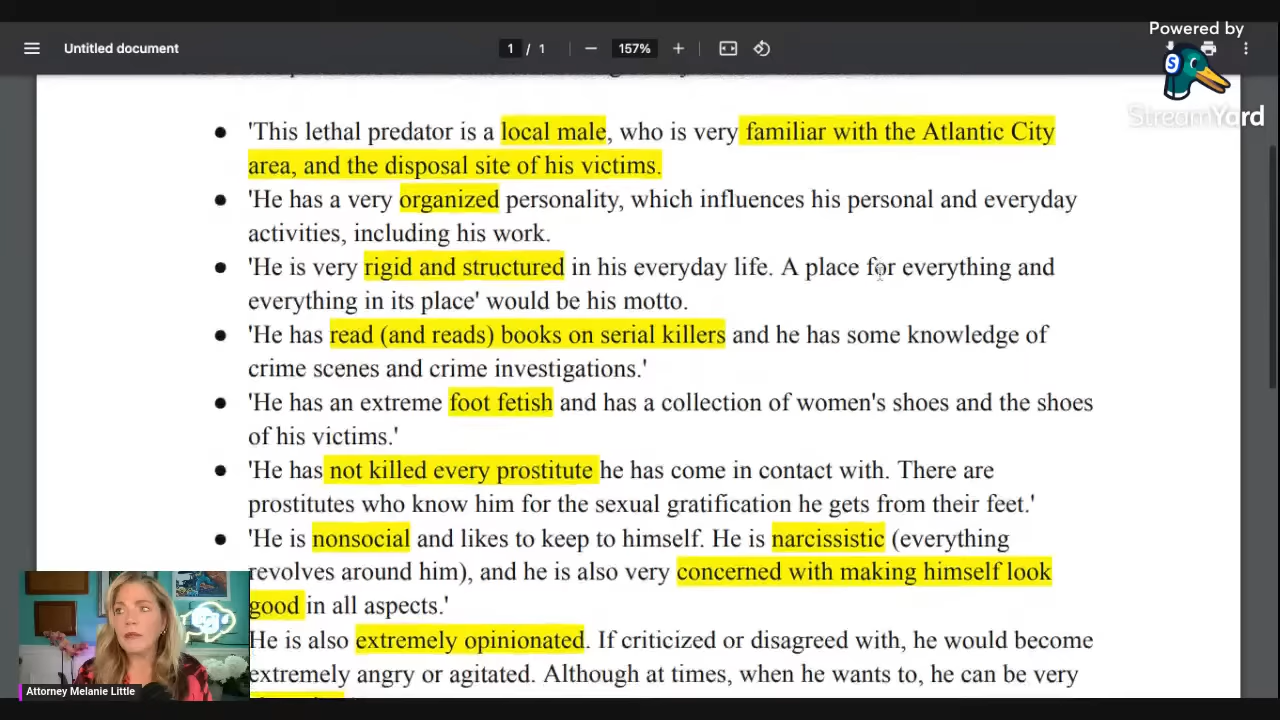 Powered by
StreamYard
Untitled document
1 / 1
157%
'This lethal predator is a local male, who is very familiar with the Atlantic City
area, and the disposal site of his victims.
'He has a very organized personality, which influences his personal and everyday
activities, including his work.
'He is very rigid and structured in his everyday life. A place for everything and
everything in its place' would be his motto.
'He has read (and reads) books on serial killers and he has some knowledge of
crime scenes and crime investigations.'
'He has an extreme foot fetish and has a collection of women's shoes and the shoes
of his victims.'
'He has not killed every prostitute he has come in contact with. There are
prostitutes who know him for the sexual gratification he gets from their feet.'
'He is nonsocial and likes to keep to himself. He is narcissistic (everything
revolves around him), and he is also very concerned with making himself look
good in all aspects.'
He is also extremely opinionated. If criticized or disagreed with, he would become
extremely angry or agitated. Although at times, when he wants to, he can be very
Attorney Melanie Little